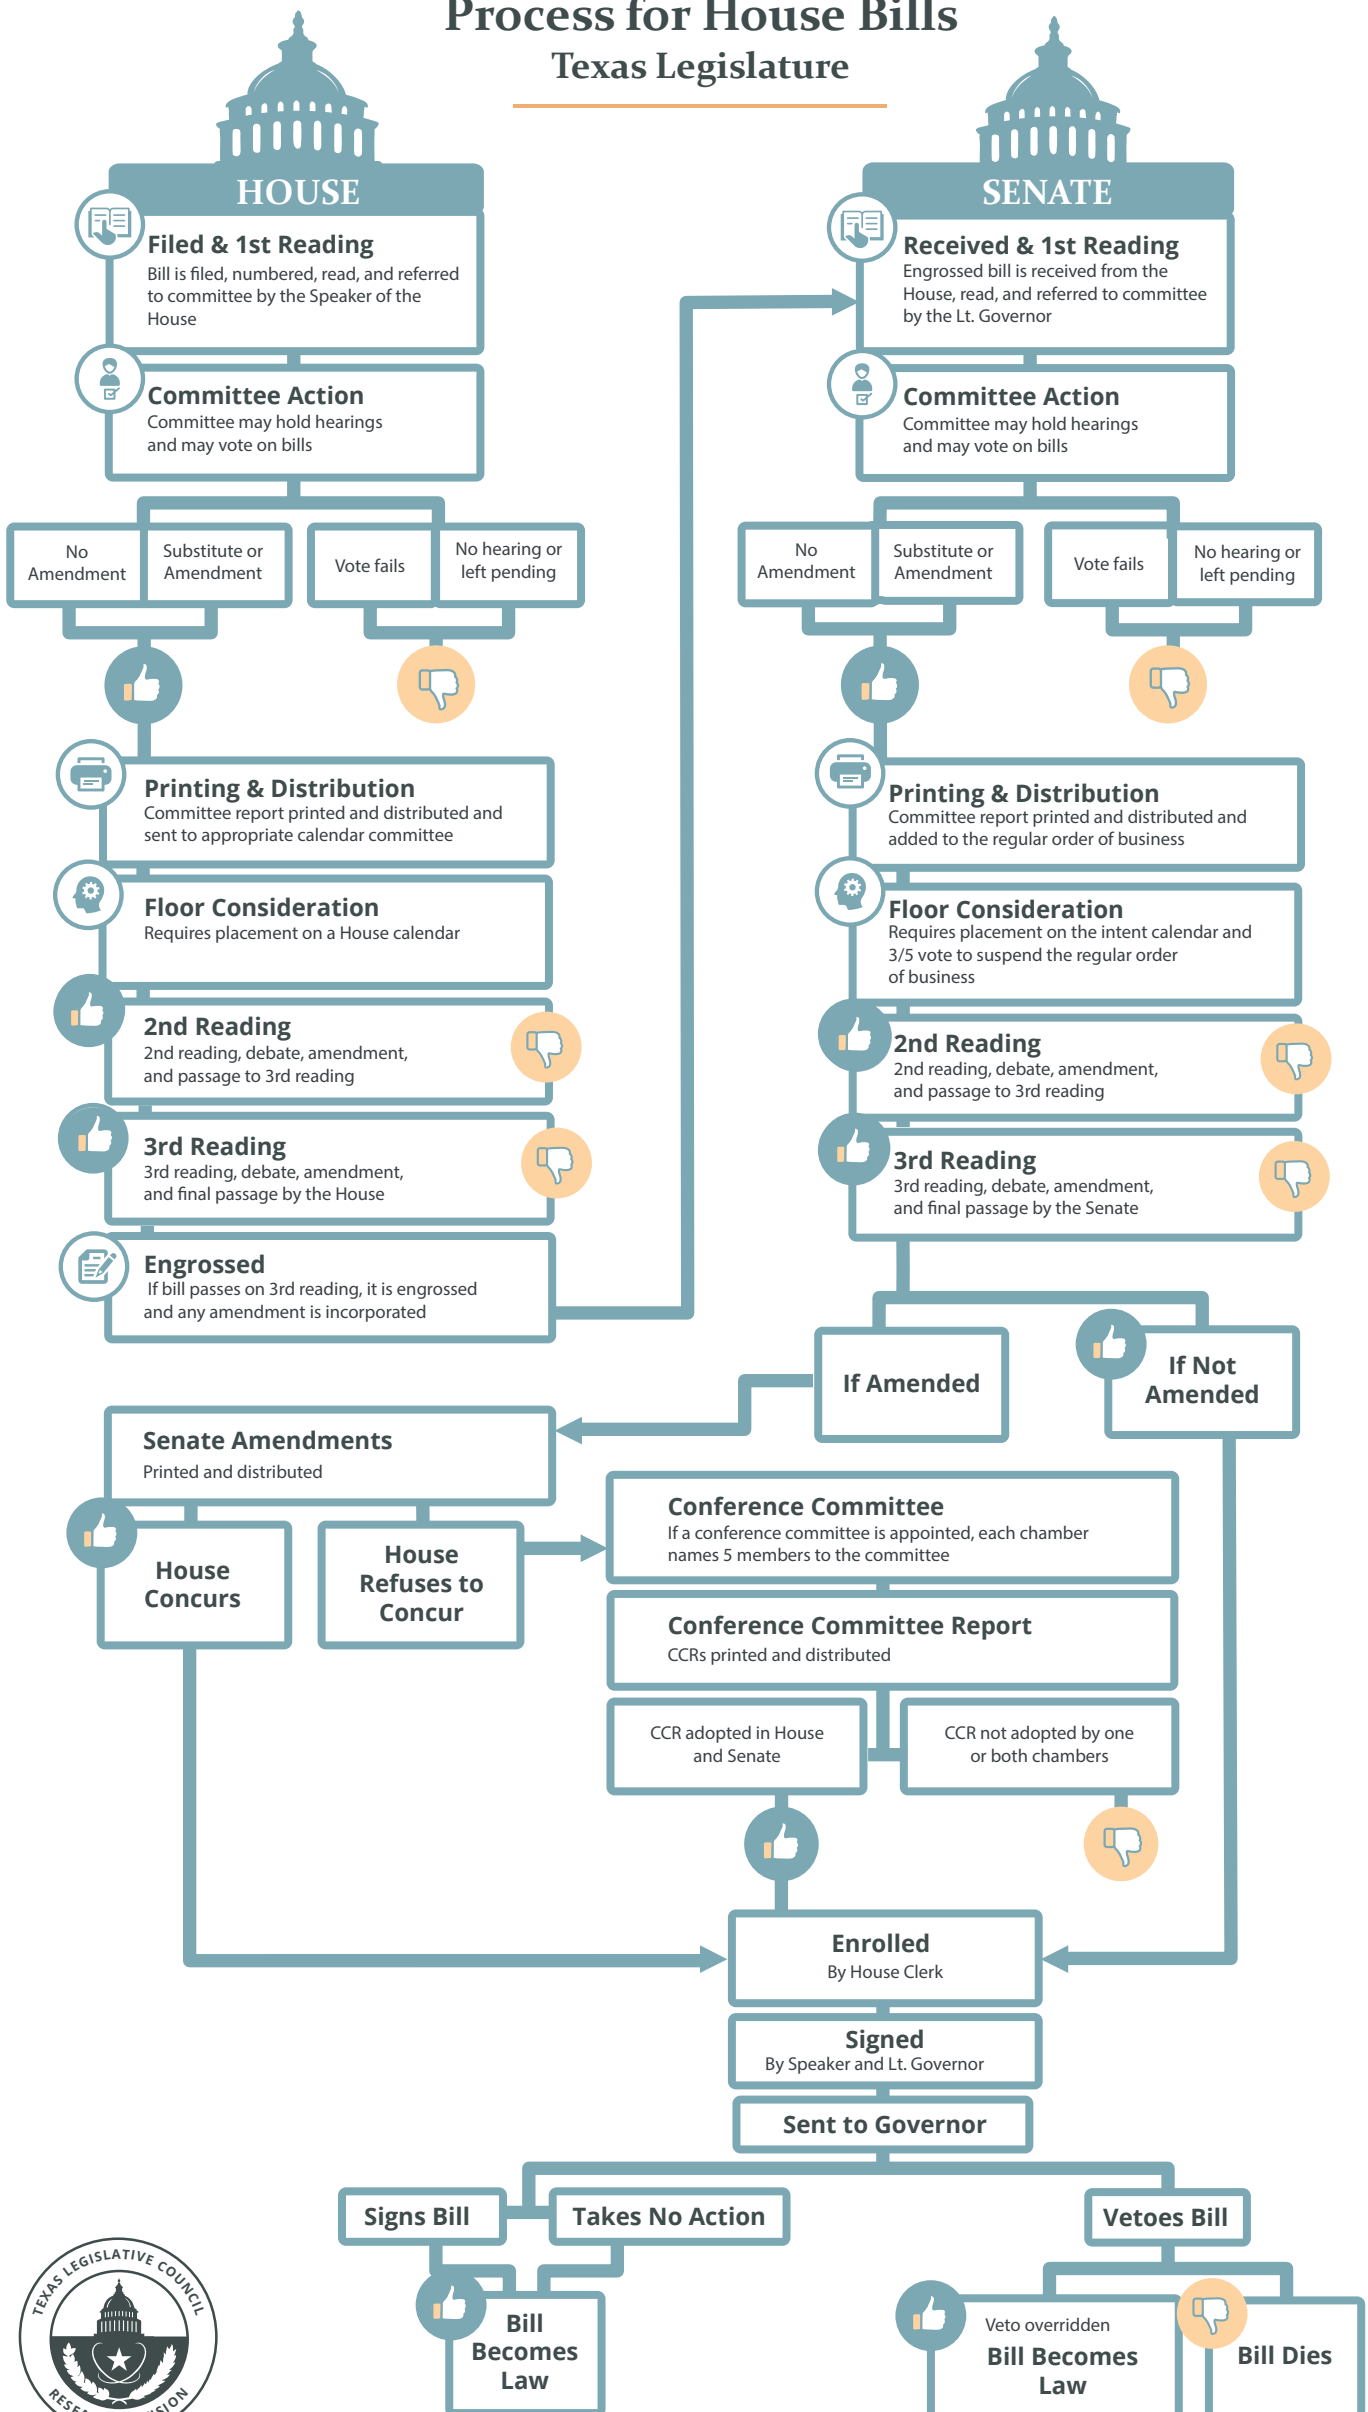 Process for House Bills
Texas Legislature
HOUSE
Filed & 1st Reading
Bill is filed, numbered, read, and referred
to committee by the Speaker of the
House
Committee Action
Committee may hold hearings
and may vote on bills
No
Amendment
Substitute or
Amendment
Vote fails
No hearing or
left pending
Printing & Distribution
Committee report printed and distributed and
sent to appropriate calendar committee
Floor Consideration
Requires placement on a House calendar
2nd Reading
2nd reading, debate, amendment,
and passage to 3rd reading
3rd Reading
3rd reading, debate, amendment,
and final passage by the House
Engrossed
If bill passes on 3rd reading, it is engrossed
and any amendment is incorporated
SENATE
Received & 1st Reading
Engrossed bill is received from the
House, read, and referred to committee
by the Lt. Governor
Committee Action
Committee may hold hearings
and may vote on bills
No
Amendment
Substitute or
Amendment
Vote fails
No hearing or
left pending
Printing & Distribution
Committee report printed and distributed and
added to the regular order of business
Floor Consideration
Requires placement on the intent calendar and
3/5 vote to suspend the regular order
of business
2nd Reading
2nd reading, debate, amendment,
and passage to 3rd reading
3rd Reading
3rd reading, debate, amendment,
and final passage by the Senate
If Amended
If Not
Amended
Senate Amendments
Printed and distributed
House
Concurs
House
Refuses to
Concur
Conference Committee
If a conference committee is appointed, each chamber
names 5 members to the committee
Conference Committee Report
CCRs printed and distributed
CCR adopted in House
and Senate
CCR not adopted by one
or both chambers
Enrolled
By House Clerk
Signed
By Speaker and Lt. Governor
Sent to Governor
Signs Bill
Takes No Action
Vetoes Bill
Bill
Becomes
Law
Veto overridden
Bill Becomes
Law
Bill Dies
TEXAS LEGISLATIVE COUNCIL